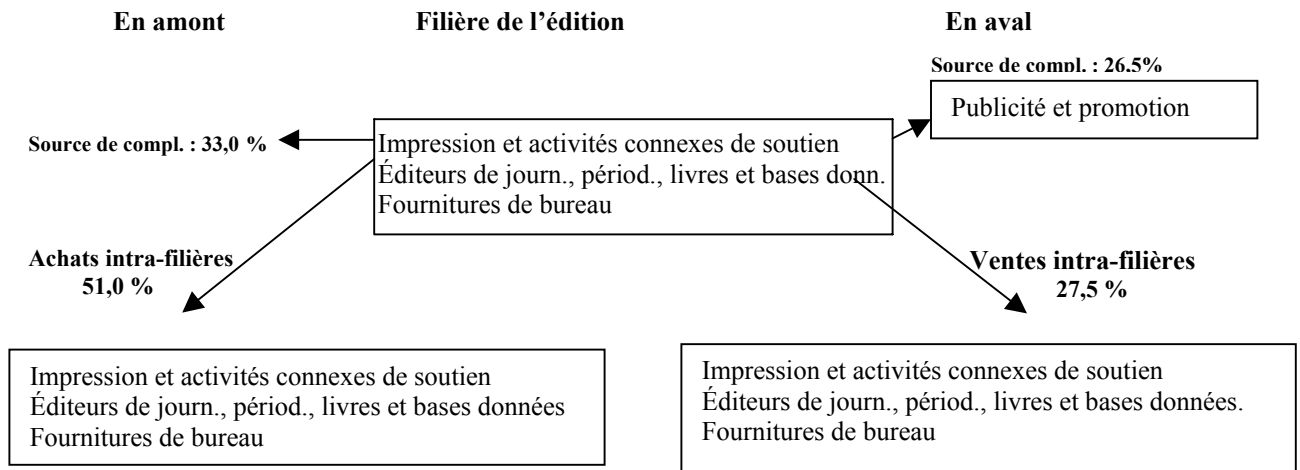 En amont
Filière de l'édition
En aval
Source de compl. : 26,5%
Publicité et promotion
Source de compl. : 33,0 %
Impression et activités connexes de soutien
Éditeurs de journ., périod., livres et bases donn.
Fournitures de bureau
Achats intra-filières
51,0 %
Ventes intra-filières
27,5 %
Impression et activités connexes de soutien
Éditeurs de journ., périod., livres et bases données
Fournitures de bureau
Impression et activités connexes de soutien
Éditeurs de journ., périod., livres et bases données.
Fournitures de bureau